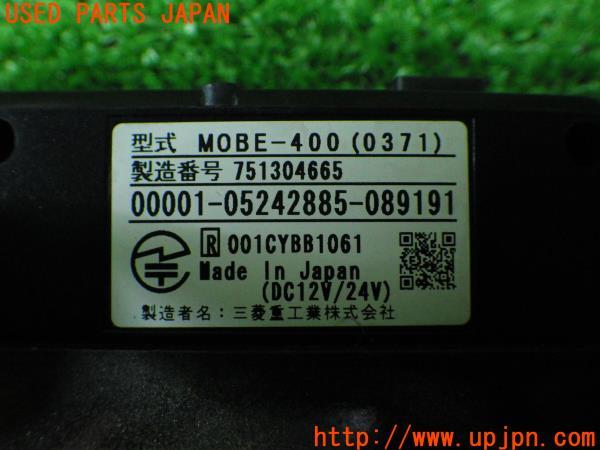 USED PARTS JAPAN
型式 MOBE-400(0371)
製造番号 751304665
00001-05242885-089191
R 001CYBB1061
Made In Japan
(DC12V/24V)
製造者名：三菱重工業株式会社
http://www.upjpn.com/